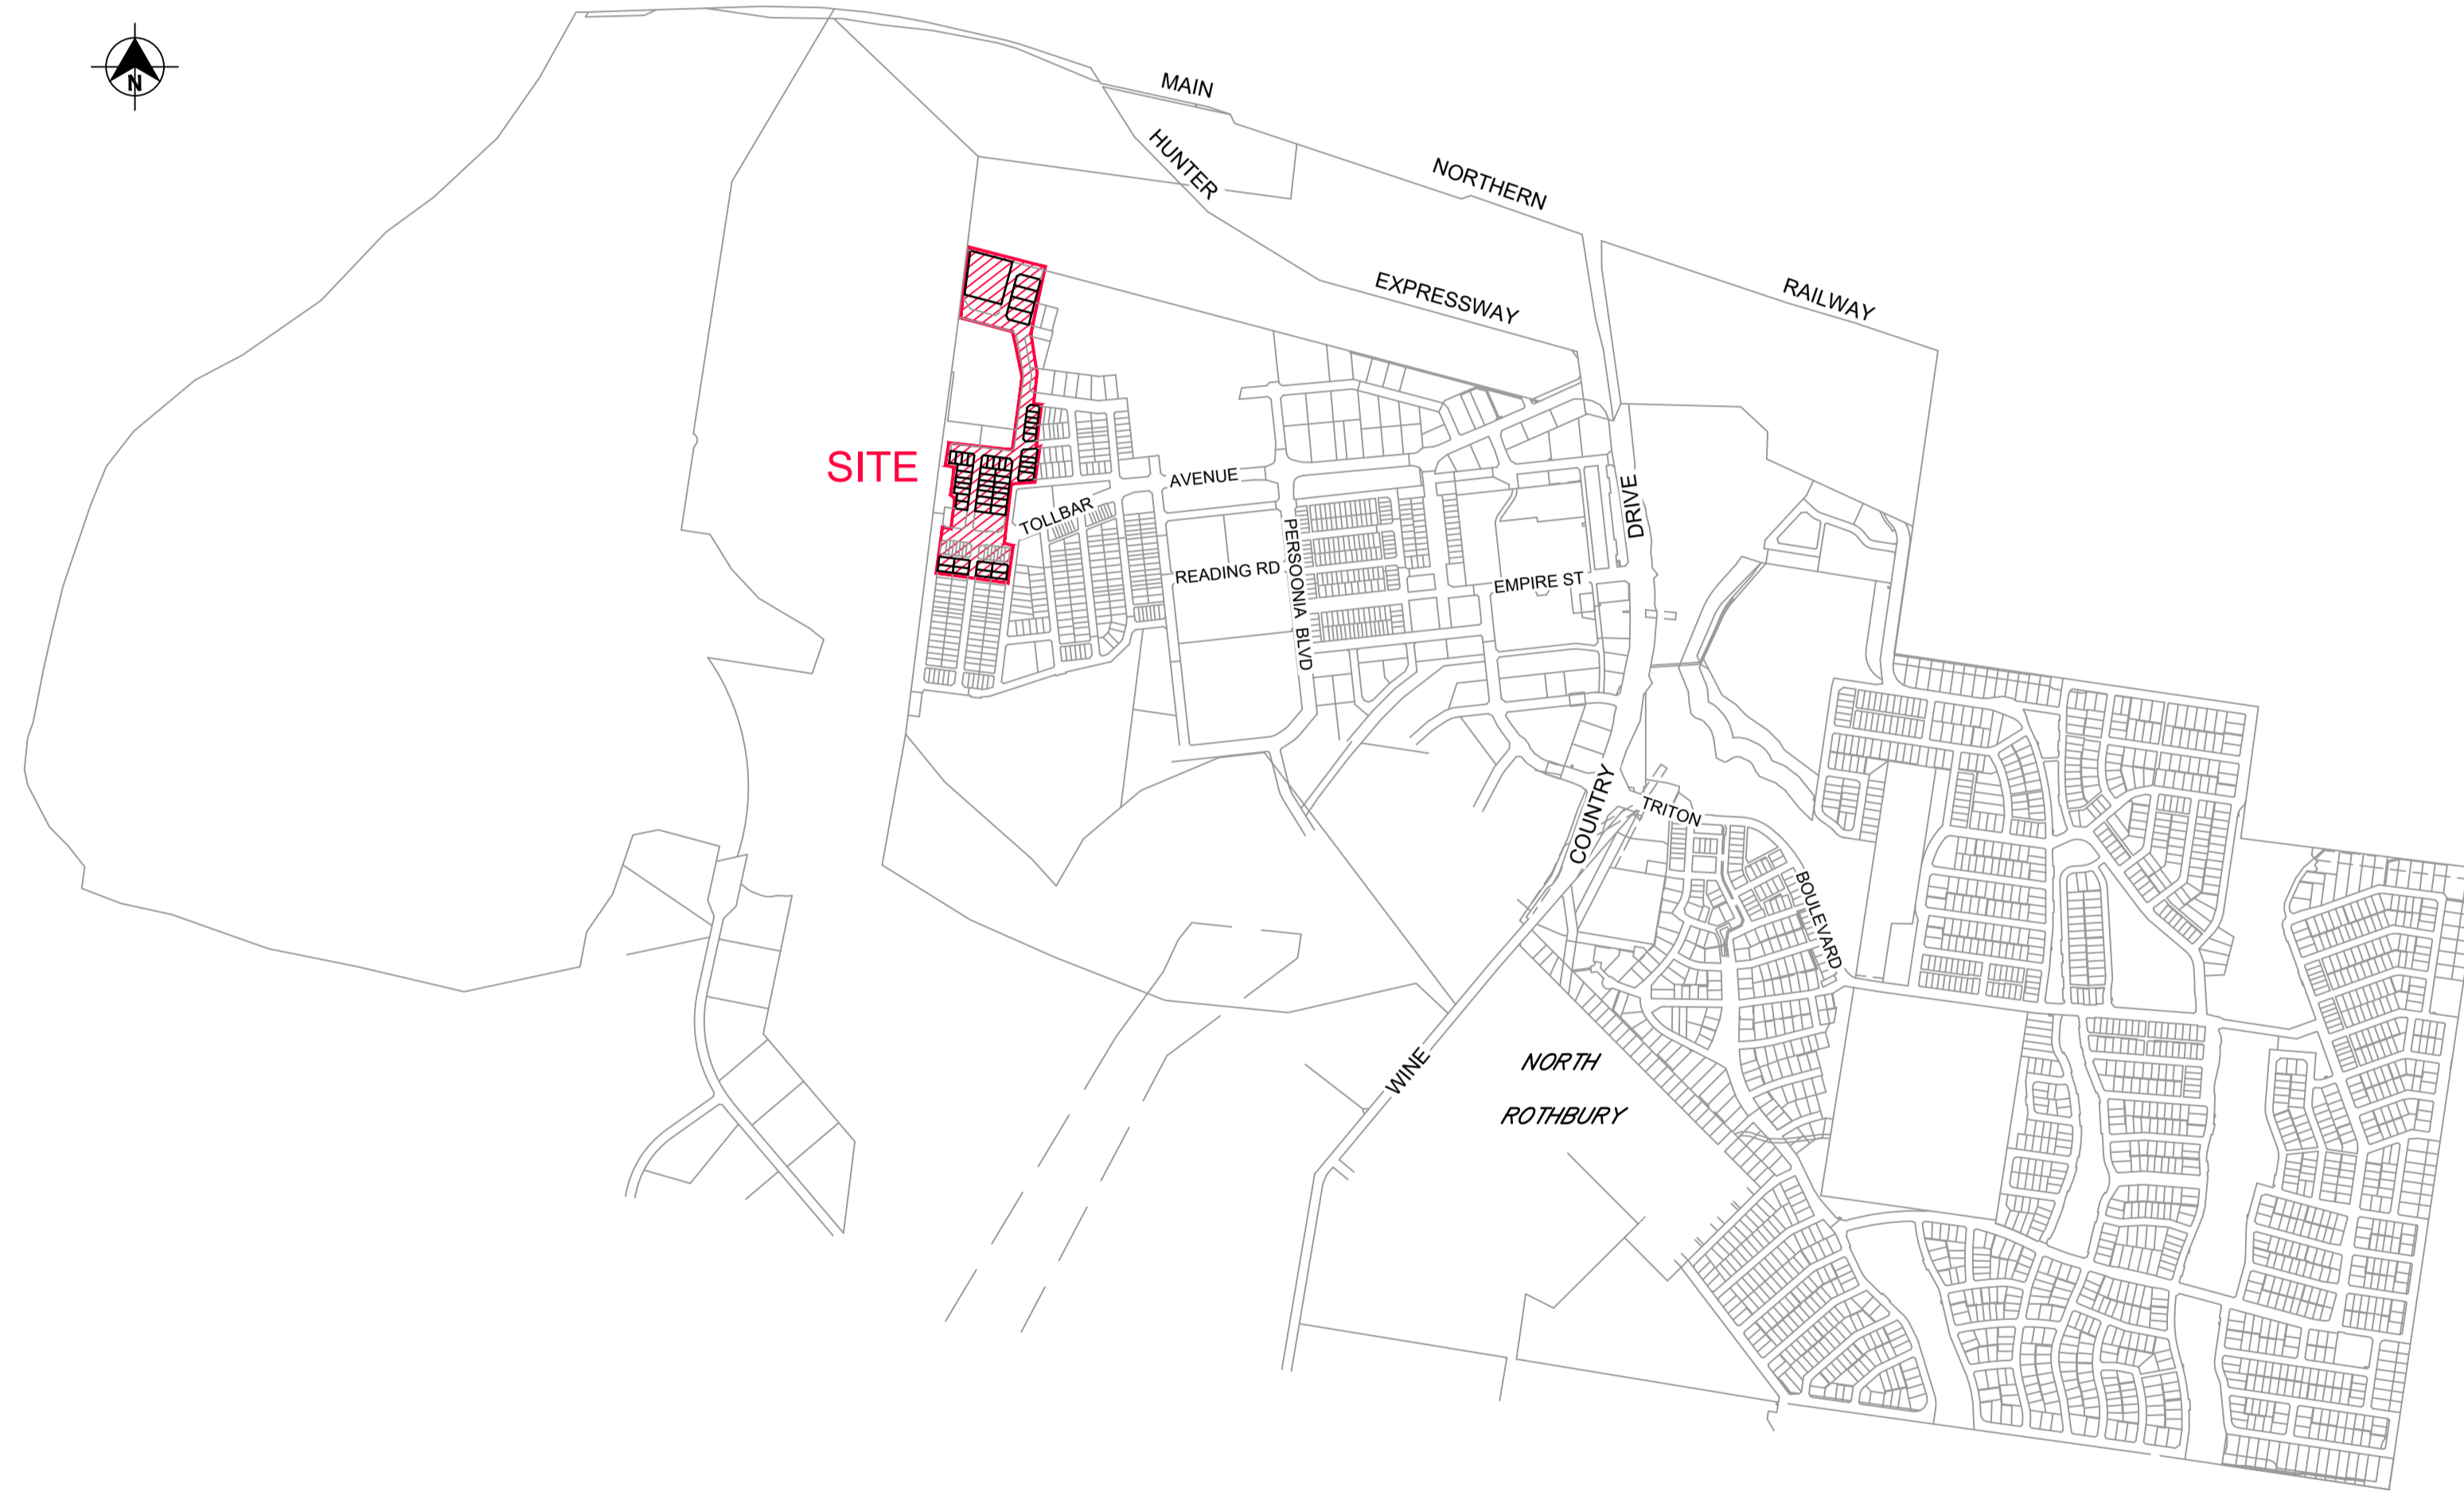 N
MAIN
HUNTER
NORTHERN
EXPRESSWAY
RAILWAY
SITE
AVENUE
TOLLBAR
DRIVE
PERSOONIA BLVD
READING RD
EMPIRE ST
COUNTRY
TRITON
BOULEVARD
WINE
NORTH
ROTHBURY